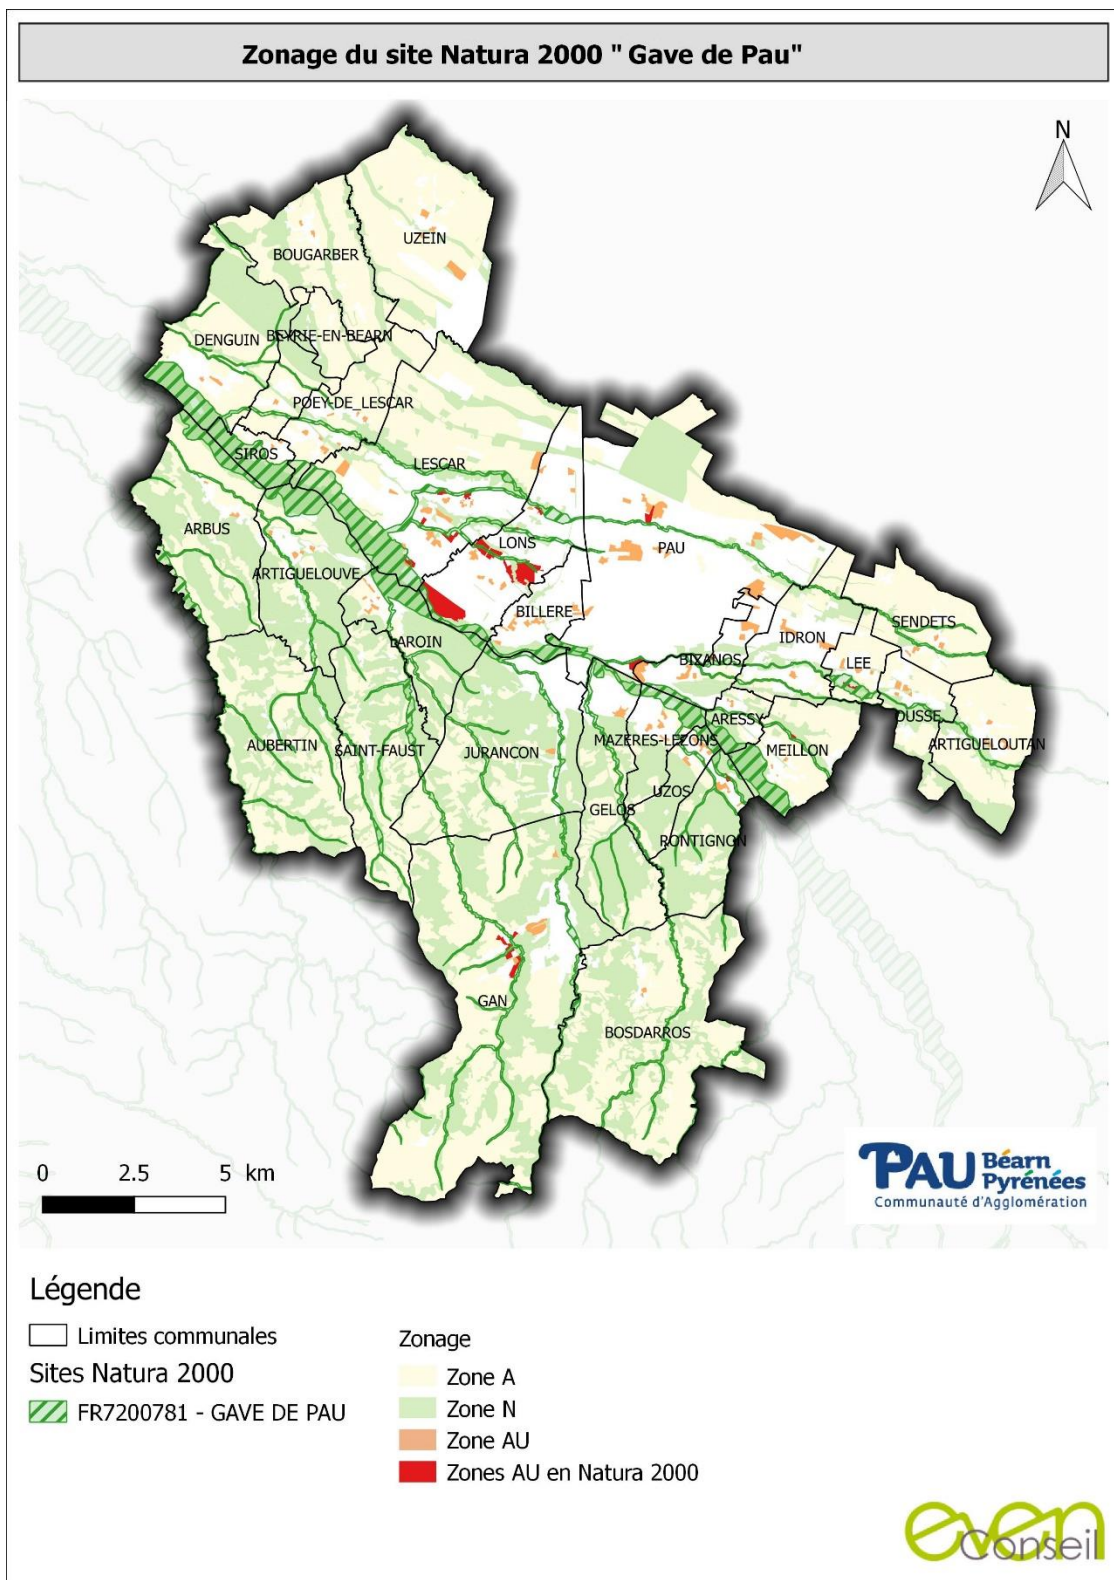 Zonage du site Natura 2000 " Gave de Pau"
N
UZEIN
BOUGARBER
DENGUIN
BEYRIE-EN-BEARN
POEY-DE_LESCAR
SIROS
LESCAR
ARBUS
LONS
PAU
ARTIGUELOUVE
BILLERE
SENDETS
IDRON
LAROIN
BIZANOS
LEE
OUSSE
ARESSY
AUBERTIN
SAINT-FAUST
JURANCON
MAZERES-LEZONS
MEILLON
ARTIGUELOUTAN
UZOS
GELOS
RONTIGNON
GAN
BOSDARROS
0 2.5 5 km
PAU Béarn
Pyrénées
Communauté d'Agglomération
Légende
Limites communales
Sites Natura 2000
FR7200781 - GAVE DE PAU
Zonage
Zone A
Zone N
Zone AU
Zones AU en Natura 2000
even
Conseil